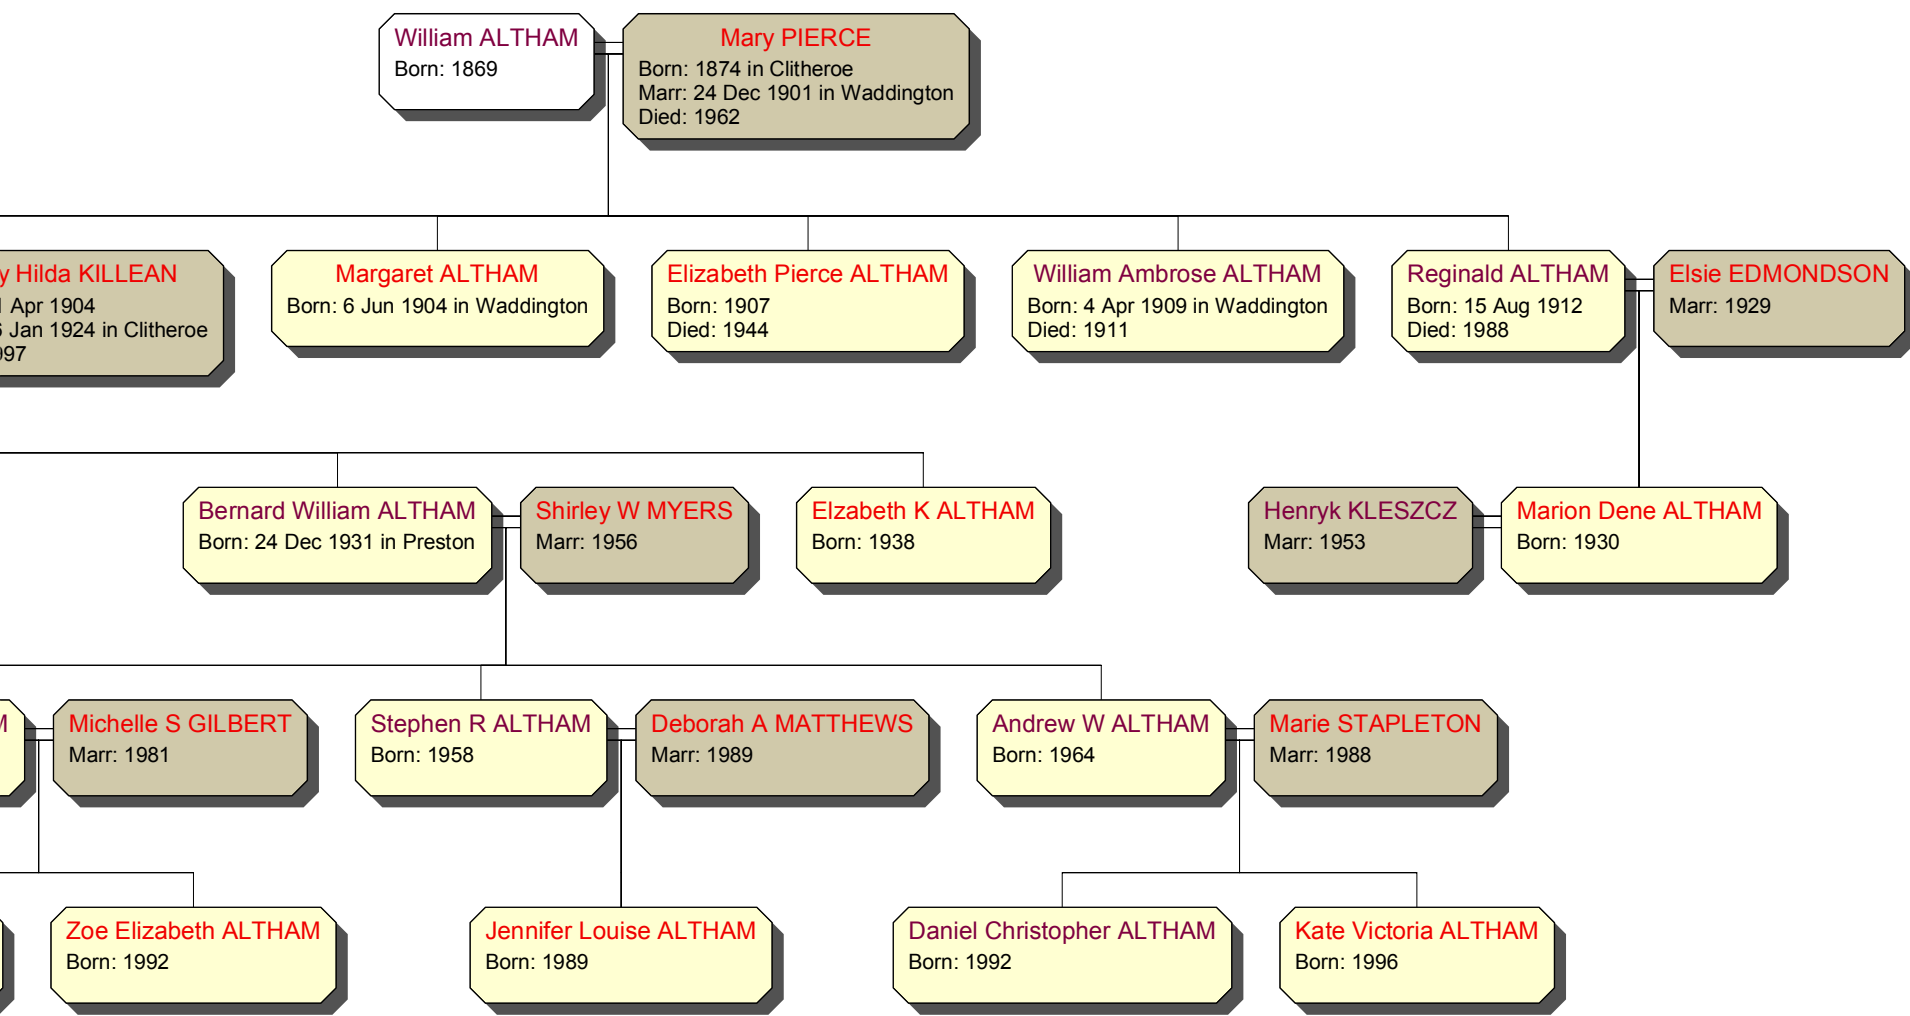 William ALTHAM
Born: 1869
Mary PIERCE
Born: 1874 in Clitheroe
Marr: 24 Dec 1901 in Waddington
Died: 1962
y Hilda KILLEAN
Apr 1904
Jan 1924 in Clitheroe
997
Margaret ALTHAM
Born: 6 Jun 1904 in Waddington
Elizabeth Pierce ALTHAM
Born: 1907
Died: 1944
William Ambrose ALTHAM
Born: 4 Apr 1909 in Waddington
Died: 1911
Reginald ALTHAM
Born: 15 Aug 1912
Died: 1988
Elsie EDMONDSON
Marr: 1929
Bernard William ALTHAM
Born: 24 Dec 1931 in Preston
Shirley W MYERS
Marr: 1956
Elzabeth K ALTHAM
Born: 1938
Henryk KLESZCZ
Marr: 1953
Marion Dene ALTHAM
Born: 1930
M
Michelle S GILBERT
Marr: 1981
Stephen R ALTHAM
Born: 1958
Deborah A MATTHEWS
Marr: 1989
Andrew W ALTHAM
Born: 1964
Marie STAPLETON
Marr: 1988
Zoe Elizabeth ALTHAM
Born: 1992
Jennifer Louise ALTHAM
Born: 1989
Daniel Christopher ALTHAM
Born: 1992
Kate Victoria ALTHAM
Born: 1996